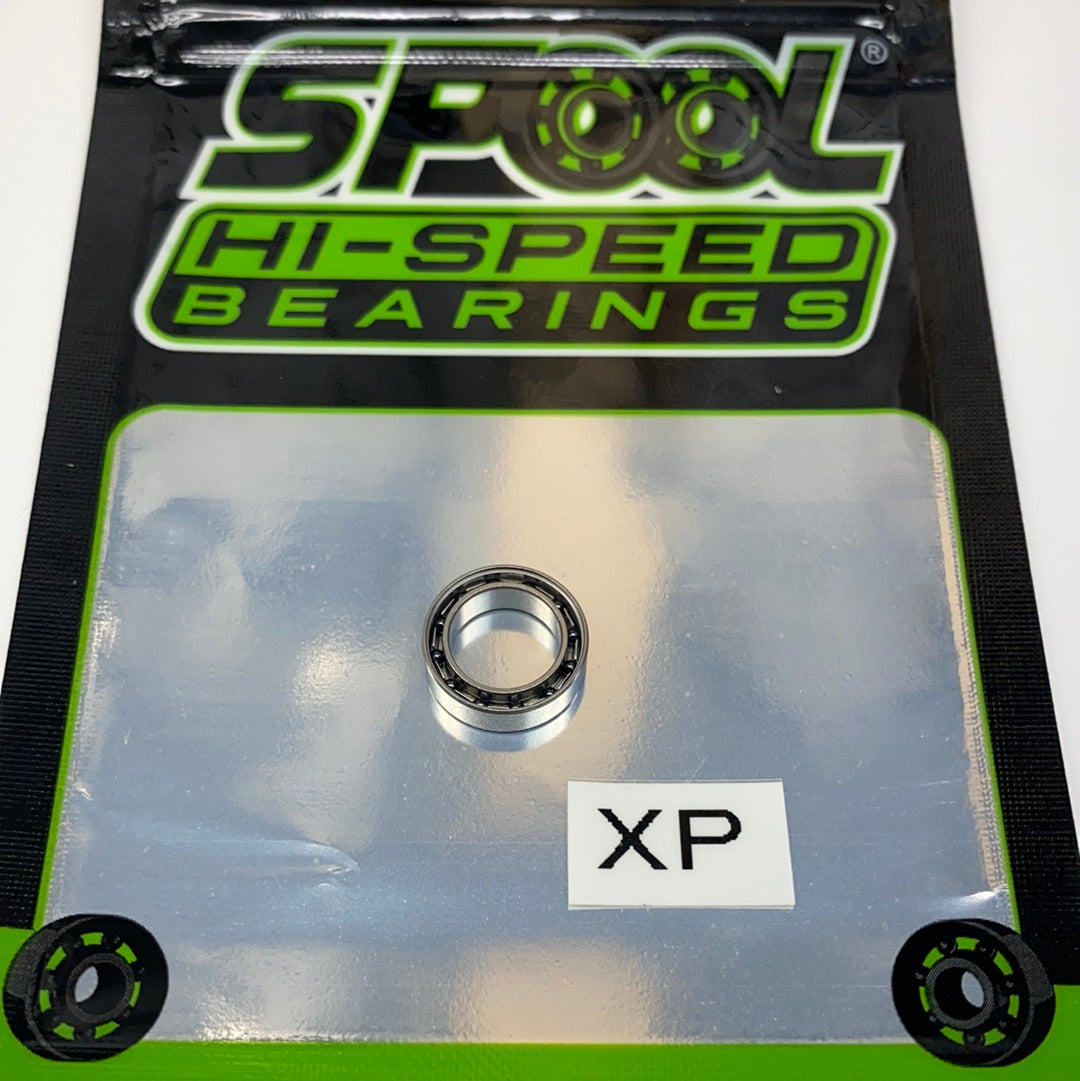 SPOOL®
HI-SPEED
BEARINGS
XP